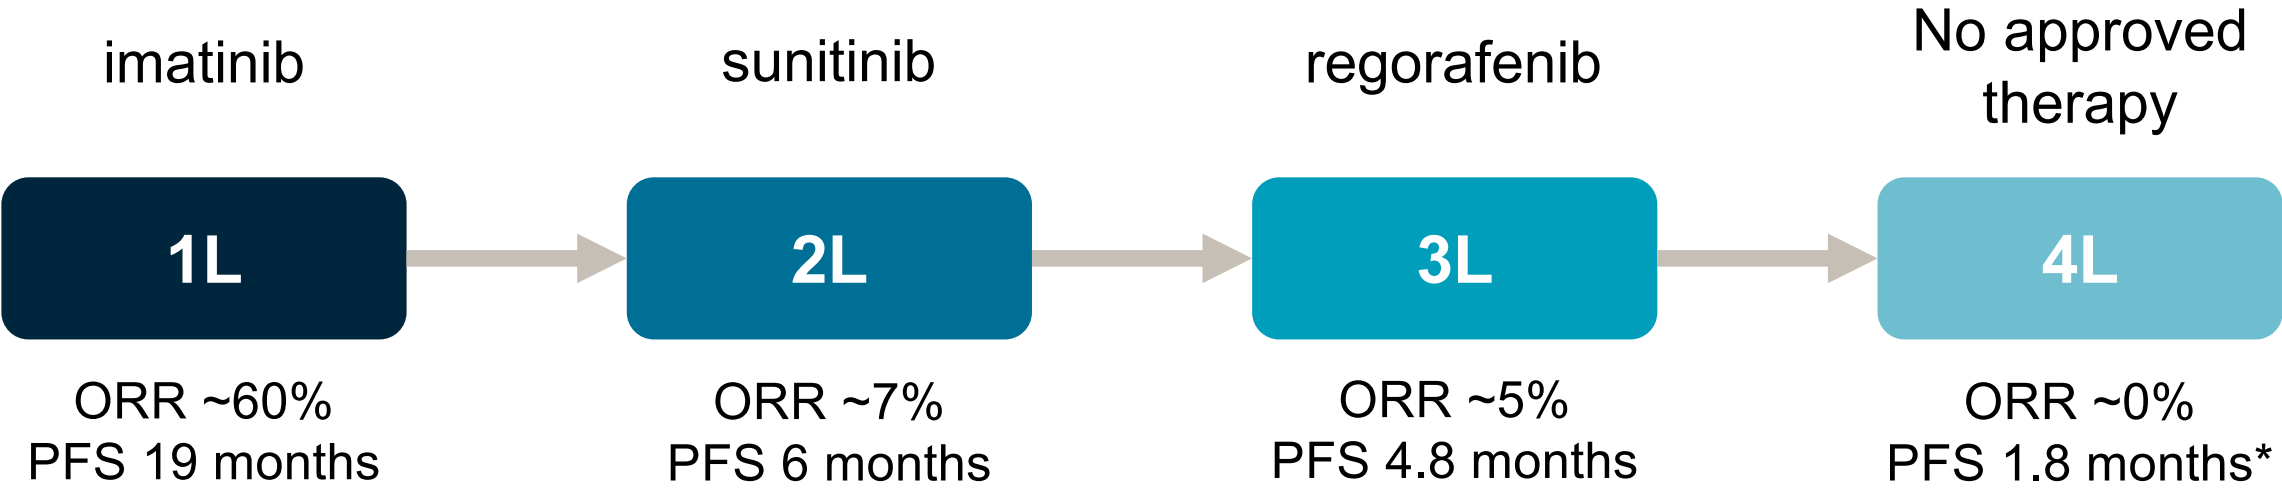 imatinib
sunitinib
regorafenib
No approved
therapy
1L
2L
3L
4L
ORR ~60%
PFS 19 months
ORR ~7%
PFS 6 months
ORR ~5%
PFS 4.8 months
ORR ~0%
PFS 1.8 months*